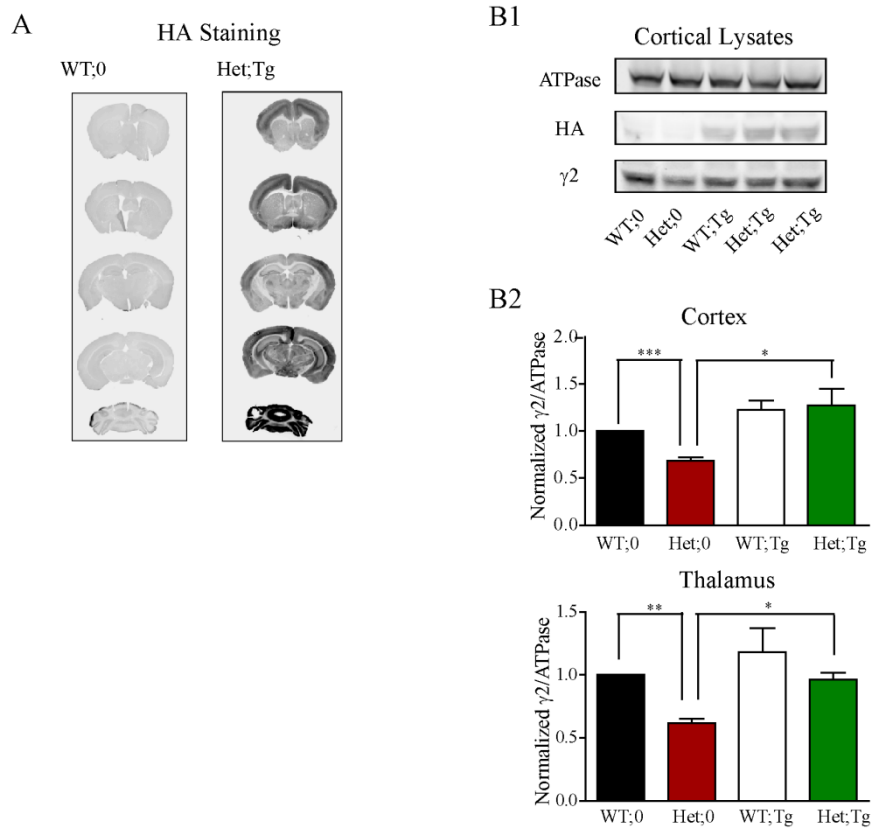 A
HA Staining
WT;0
Het;Tg
B1
Cortical Lysates
ATPase
HA
γ2
WT;0
Het;0
WT;Tg
Het;Tg
Het;Tg
B2
Cortex
Normalized γ2/ATPase
2.0
1.5
1.0
0.5
0.0
***
*
WT;0
Het;0
WT;Tg
Het;Tg
Thalamus
Normalized γ2/ATPase
1.5
1.0
0.5
0.0
**
*
WT;0
Het;0
WT;Tg
Het;Tg